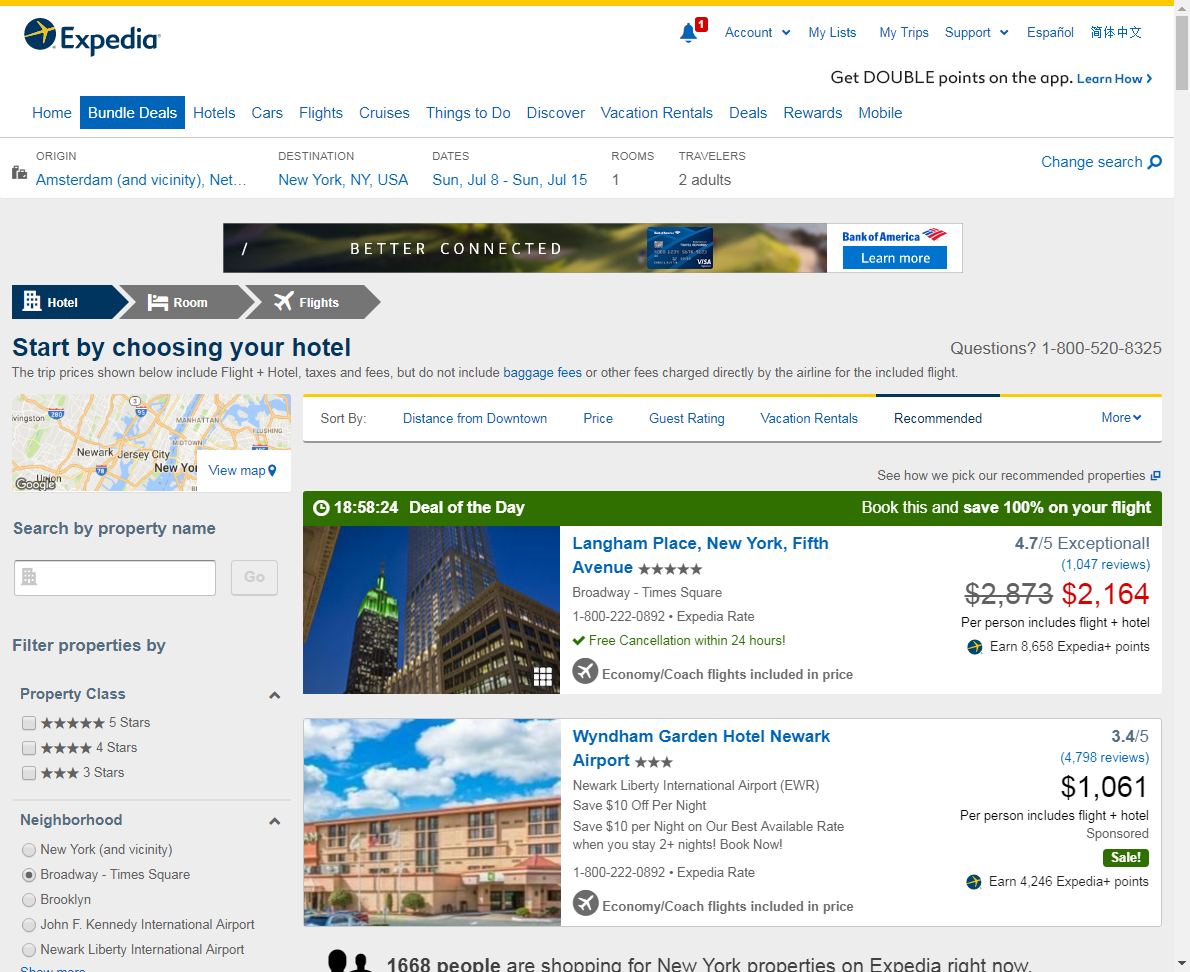 Expedia
1
Account
My Lists
My Trips
Support
Español
简体中文
Get DOUBLE points on the app. Learn How
Home
Bundle Deals
Hotels
Cars
Flights
Cruises
Things to Do
Discover
Vacation Rentals
Deals
Rewards
Mobile
ORIGIN
DESTINATION
DATES
ROOMS
TRAVELERS
Amsterdam (and vicinity), Net...
New York, NY, USA
Sun, Jul 8 - Sun, Jul 15
1
2 adults
Change search
/ BETTER CONNECTED
Bank of America
VISA
Learn more
Hotel
Room
Flights
Start by choosing your hotel
Questions? 1-800-520-8325
The trip prices shown below include Flight + Hotel, taxes and fees, but do not include baggage fees or other fees charged directly by the airline for the included flight.
MANHATTAN
FLUSHING
MIDTOWN
Newark
Jersey City
New Yor
Union
Google
View map
Sort By:
Distance from Downtown
Price
Guest Rating
Vacation Rentals
Recommended
More
See how we pick our recommended properties
Search by property name
Go
Filter properties by
Property Class
5 Stars
4 Stars
3 Stars
Neighborhood
New York (and vicinity)
Broadway - Times Square
Brooklyn
John F. Kennedy International Airport
Newark Liberty International Airport
Show more
18:58:24 Deal of the Day
Book this and save 100% on your flight
Langham Place, New York, Fifth
Avenue
Broadway - Times Square
1-800-222-0892 • Expedia Rate
Free Cancellation within 24 hours!
Economy/Coach flights included in price
4.7/5 Exceptional!
(1,047 reviews)
$2,873 $2,164
Per person includes flight + hotel
Earn 8,658 Expedia+ points
Wyndham Garden Hotel Newark
Airport
Newark Liberty International Airport (EWR)
Save $10 Off Per Night
Save $10 per Night on Our Best Available Rate
when you stay 2+ nights! Book Now!
1-800-222-0892 • Expedia Rate
Economy/Coach flights included in price
3.4/5
(4,798 reviews)
$1,061
Per person includes flight + hotel
Sponsored
Sale!
Earn 4,246 Expedia+ points
1668 people are shopping for New York properties on Expedia right now.